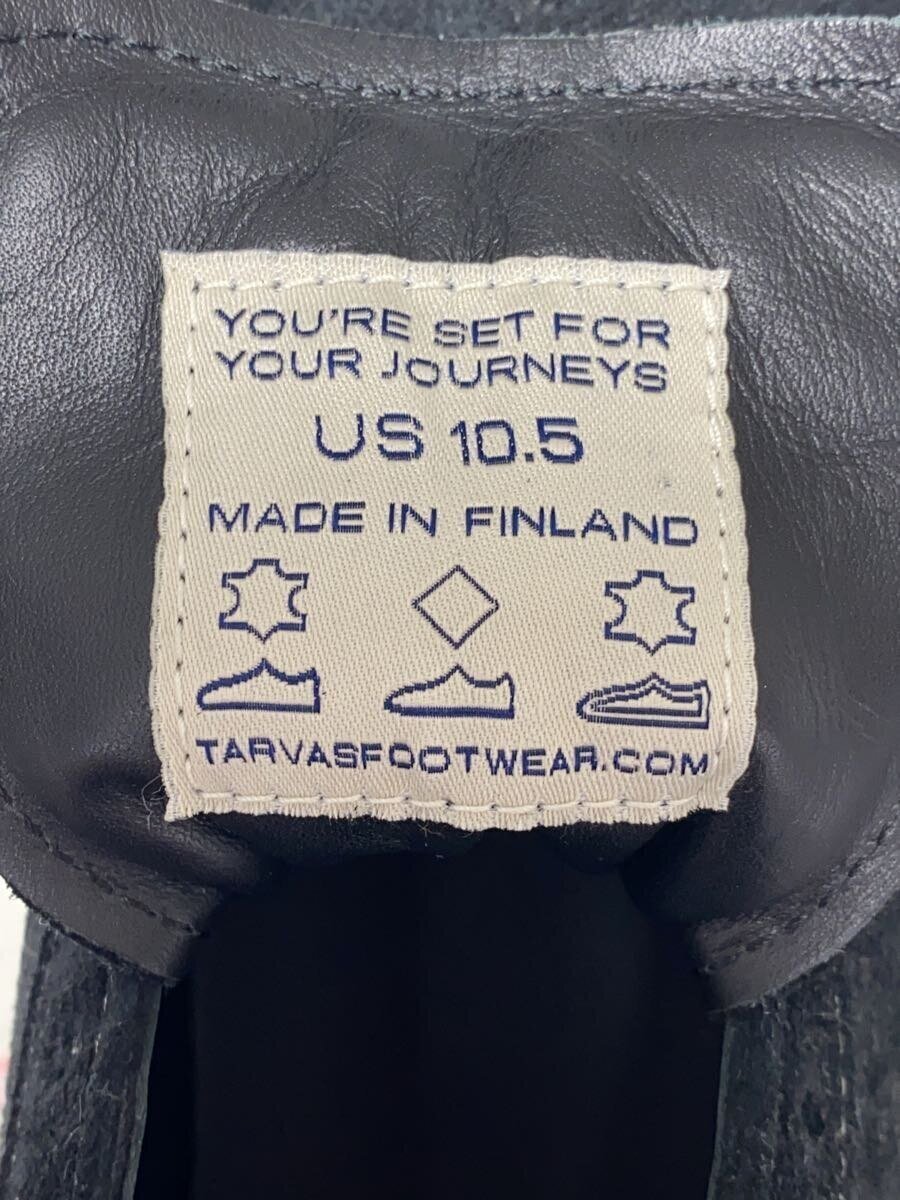 YOU'RE SET FOR
YOUR JOURNEYS
US 10.5
MADE IN FINLAND
TARVASFOOTWEAR.COM